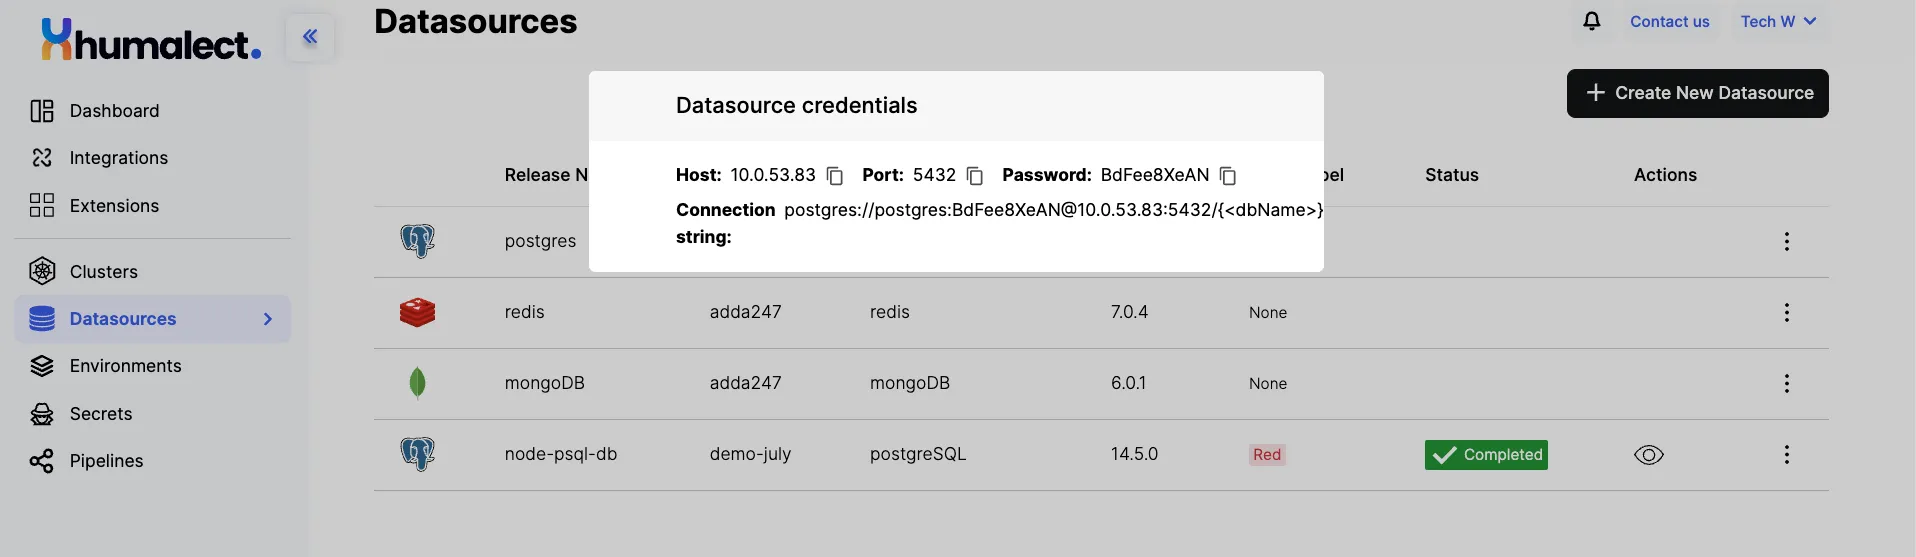 humalect.
Datasources
Contact us
Tech W
Create New Datasource
Dashboard
Integrations
Extensions
Clusters
Datasources
Environments
Secrets
Pipelines
Datasource credentials
Host: 10.0.53.83 Port: 5432 Password: BdFee8XeAN
Connection postgres://postgres:BdFee8XeAN@10.0.53.83:5432/{<dbName>}
string:
Release N
Status Actions
postgres
redis adda247 redis 7.0.4 None
mongoDB adda247 mongoDB 6.0.1 None
node-psql-db demo-july postgreSQL 14.5.0 Red Completed